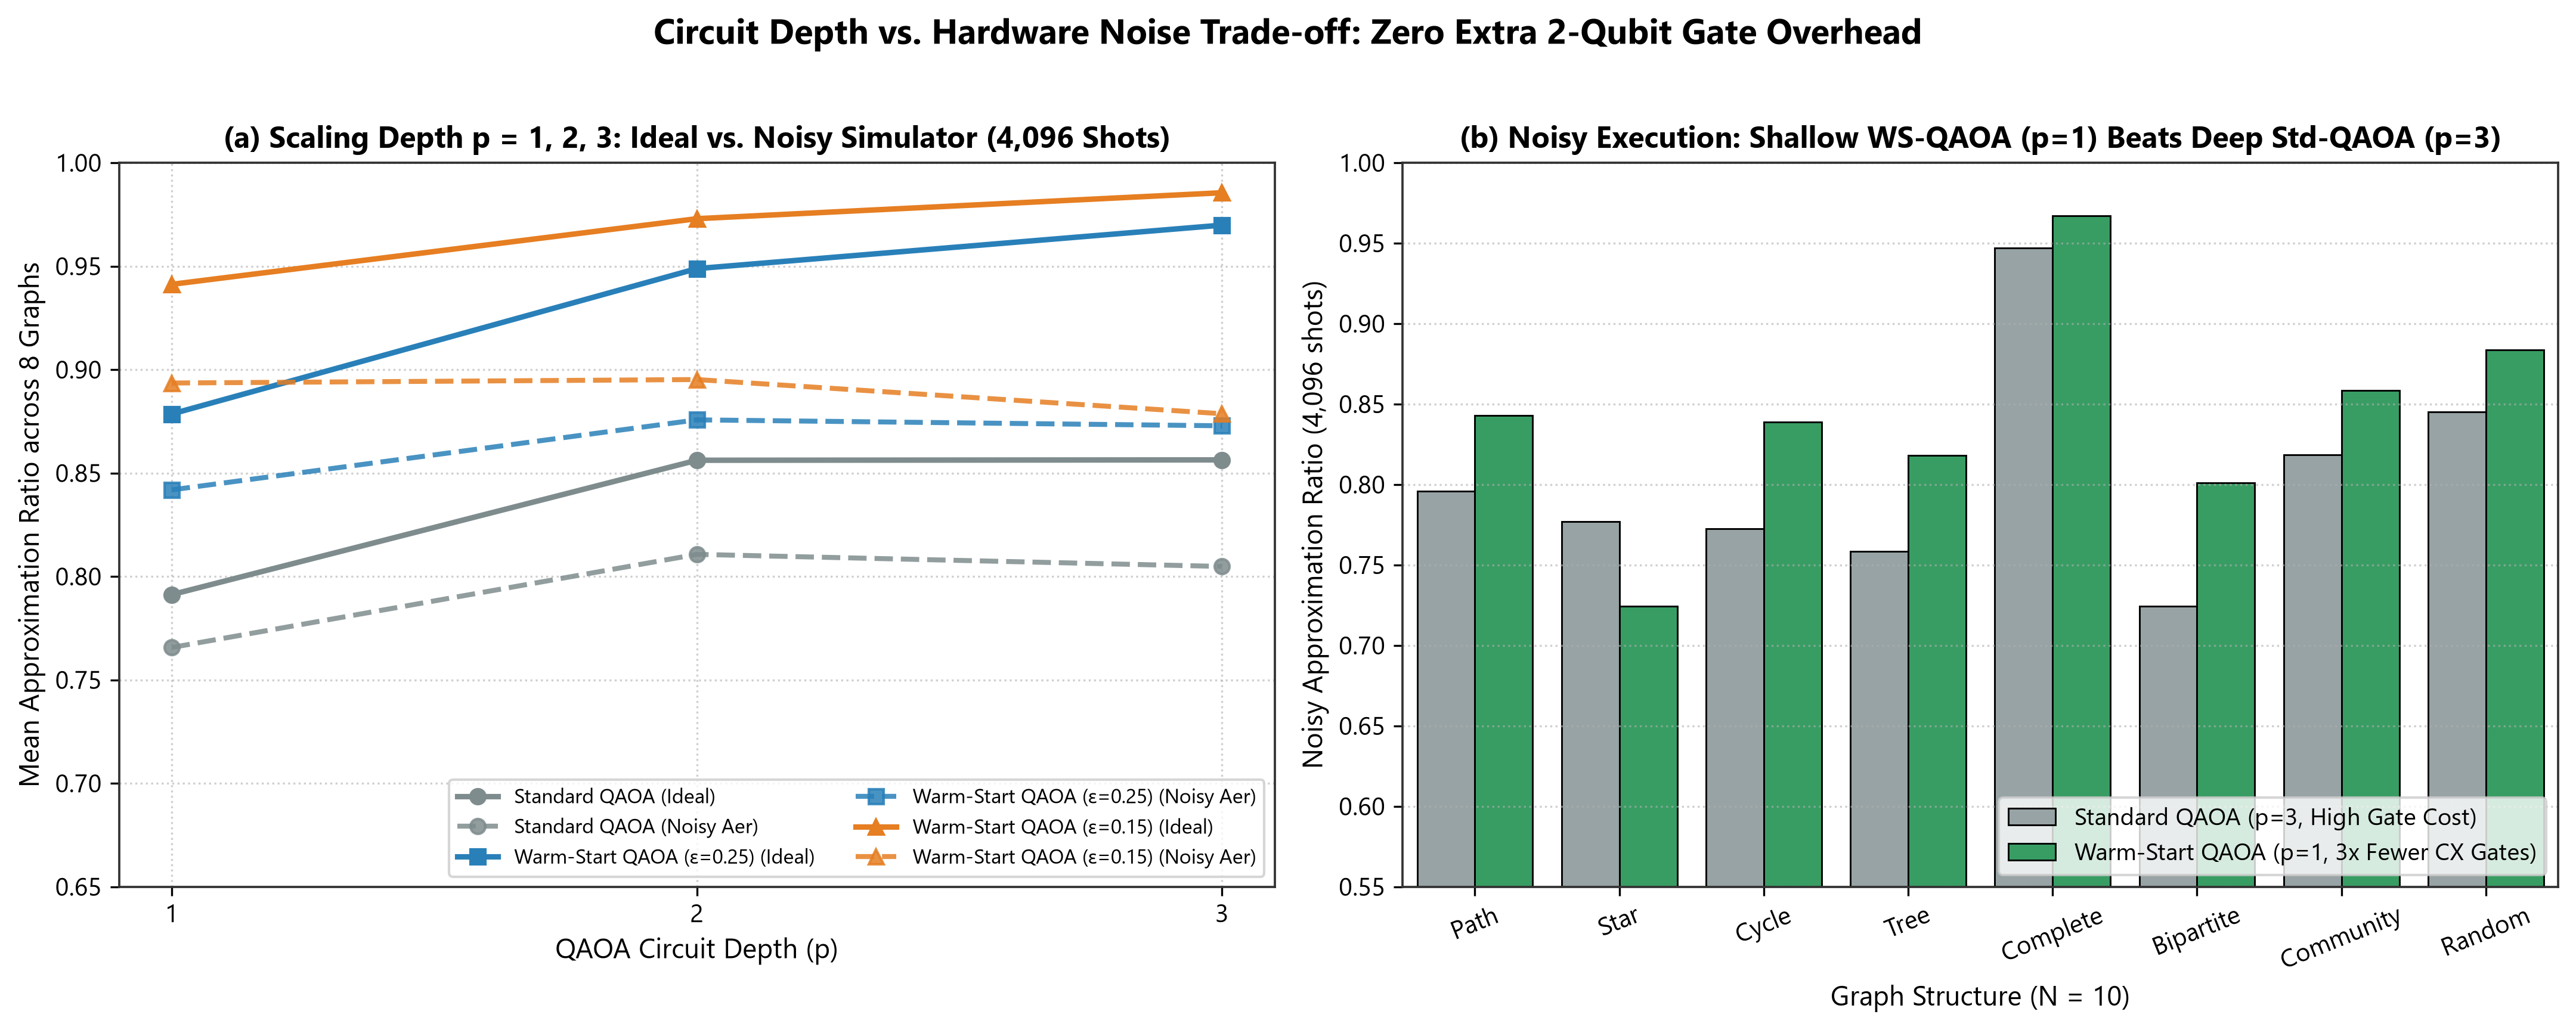 Circuit Depth vs. Hardware Noise Trade-off: Zero Extra 2-Qubit Gate Overhead
(a) Scaling Depth p = 1, 2, 3: Ideal vs. Noisy Simulator (4,096 Shots)
Mean Approximation Ratio across 8 Graphs
1.00
0.95
0.90
0.85
0.80
0.75
0.70
0.65
Standard QAOA (Ideal)
Standard QAOA (Noisy Aer)
Warm-Start QAOA (ε=0.25) (Ideal)
Warm-Start QAOA (ε=0.25) (Noisy Aer)
Warm-Start QAOA (ε=0.15) (Ideal)
Warm-Start QAOA (ε=0.15) (Noisy Aer)
1
2
3
QAOA Circuit Depth (p)
(b) Noisy Execution: Shallow WS-QAOA (p=1) Beats Deep Std-QAOA (p=3)
Noisy Approximation Ratio (4,096 shots)
1.00
0.95
0.90
0.85
0.80
0.75
0.70
0.65
0.60
0.55
Standard QAOA (p=3, High Gate Cost)
Warm-Start QAOA (p=1, 3x Fewer CX Gates)
Path
Star
Cycle
Tree
Complete
Bipartite
Community
Random
Graph Structure (N = 10)